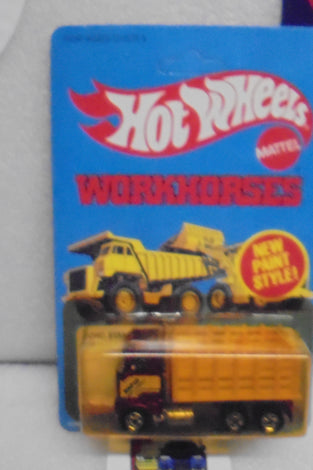 Hot Wheels
MATTEL
WORKHORSES
NEW
PAINT
STYLE!